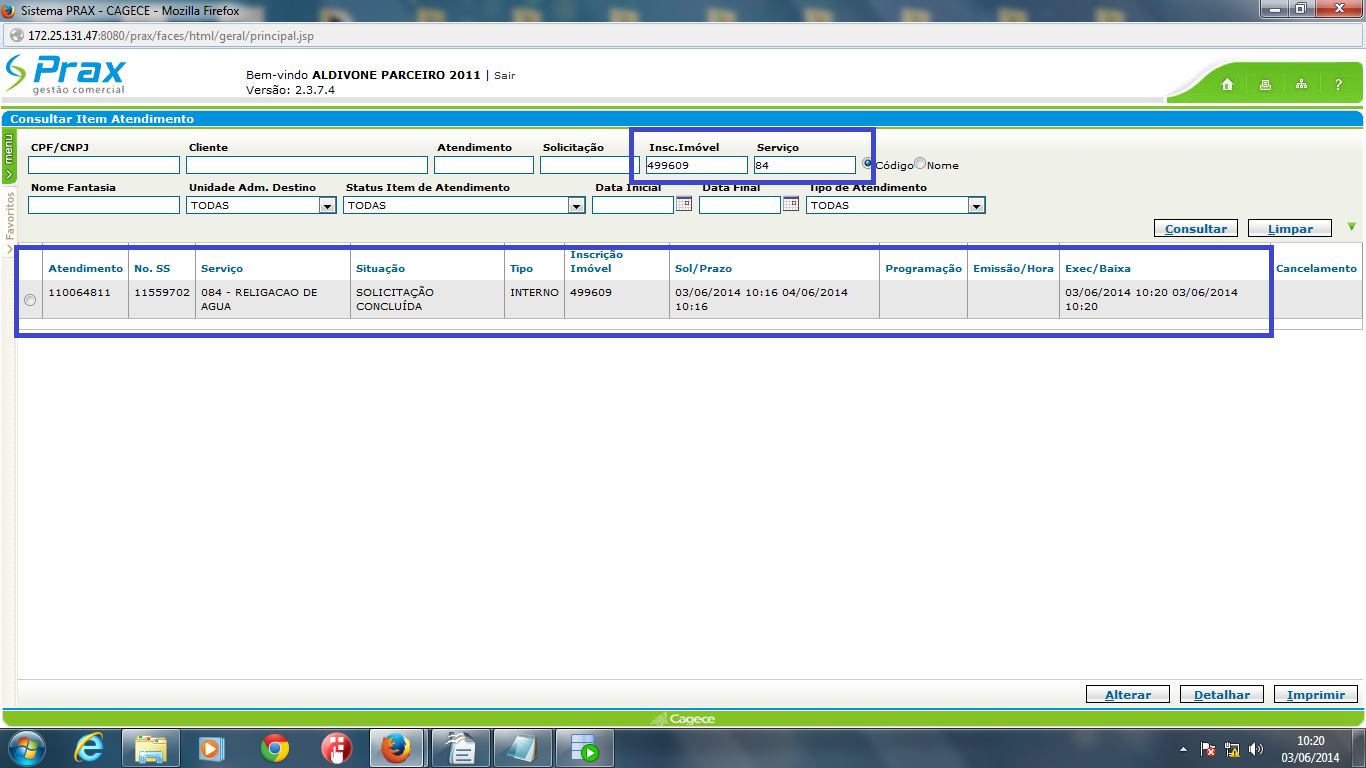 Sistema PRAX - CAGECE - Mozilla Firefox
172.25.131.47:8080/prax/faces/html/geral/principal.jsp
Prax
gestão comercial
Bem-vindo ALDIVONE PARCEIRO 2011 | Sair
Versão: 2.3.7.4
?
Consultar Item Atendimento
menu
Favoritos
CPF/CNPJ Cliente Atendimento Solicitação Insc.Imóvel Serviço
499609 84 Código Nome
Nome Fantasia Unidade Adm. Destino Status Item de Atendimento Data Inicial Data Final Tipo de Atendimento
TODAS TODAS TODAS
Consultar Limpar
Atendimento No. SS Serviço Situação Tipo Inscrição Imóvel Sol/Prazo Programação Emissão/Hora Exec/Baixa Cancelamento
110064811 11559702 084 - RELIGACAO DE SOLICITAÇÃO INTERNO 499609 03/06/2014 10:16 04/06/2014 03/06/2014 10:20 03/06/2014
AGUA CONCLUÍDA 10:16 10:20
Alterar Detalhar Imprimir
Cagece
10:20
03/06/2014